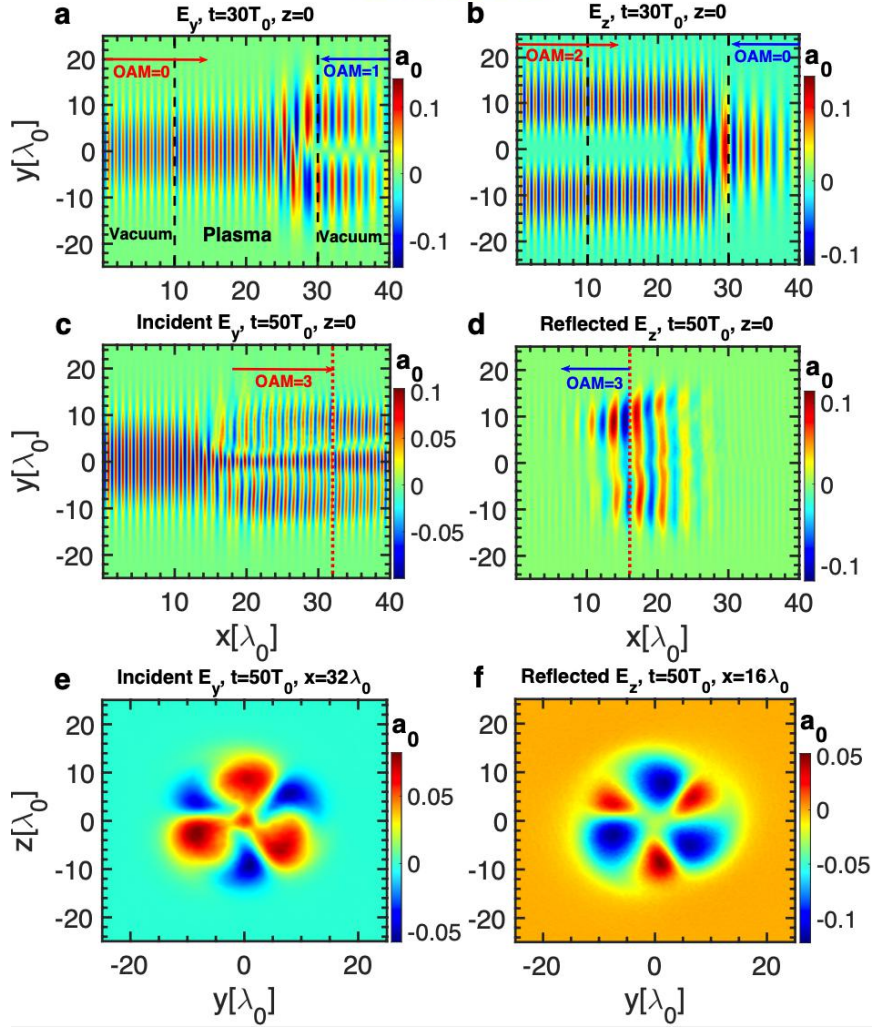 a E_y, t=30T_0, z=0
b E_z, t=30T_0, z=0
y[λ_0]
20
10
0
-10
-20
OAM=0
OAM=1
Vacuum
Plasma
Vacuum
10 20 30 40
a_0
0.1
0
-0.1
20
10
0
-10
-20
OAM=2
OAM=0
10 20 30 40
a_0
0.1
0
-0.1
c Incident E_y, t=50T_0, z=0
d Reflected E_z, t=50T_0, z=0
y[λ_0]
20
10
0
-10
-20
OAM=3
10 20 30 40
x[λ_0]
a_0
0.1
0.05
0
-0.05
20
10
0
-10
-20
OAM=3
10 20 30 40
x[λ_0]
a_0
0.1
0
-0.1
e Incident E_y, t=50T_0, x=32λ_0
f Reflected E_z, t=50T_0, x=16λ_0
z[λ_0]
20
10
0
-10
-20
-20 0 20
y[λ_0]
a_0
0.05
0
-0.05
20
10
0
-10
-20
-20 0 20
y[λ_0]
a_0
0.05
0
-0.05
-0.1